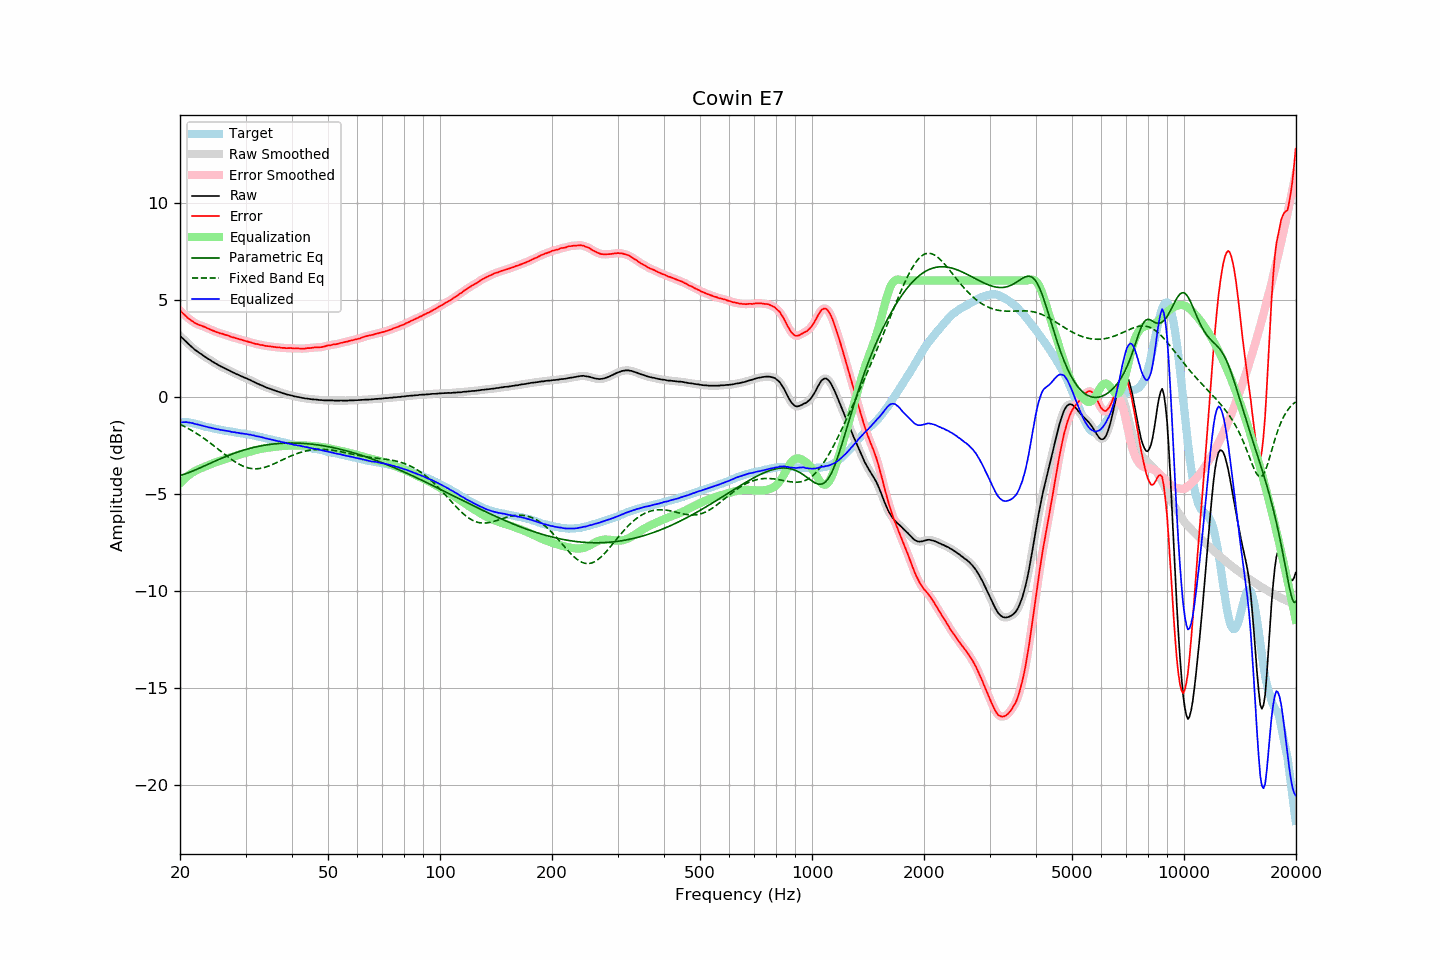 Cowin E7
Target
Raw Smoothed
Error Smoothed
Raw
Error
Equalization
Parametric Eq
Fixed Band Eq
Equalized
Amplitude (dBr)
10
5
0
−5
−10
−15
−20
20 50 100 200 500 1000 2000 5000 10000 20000
Frequency (Hz)